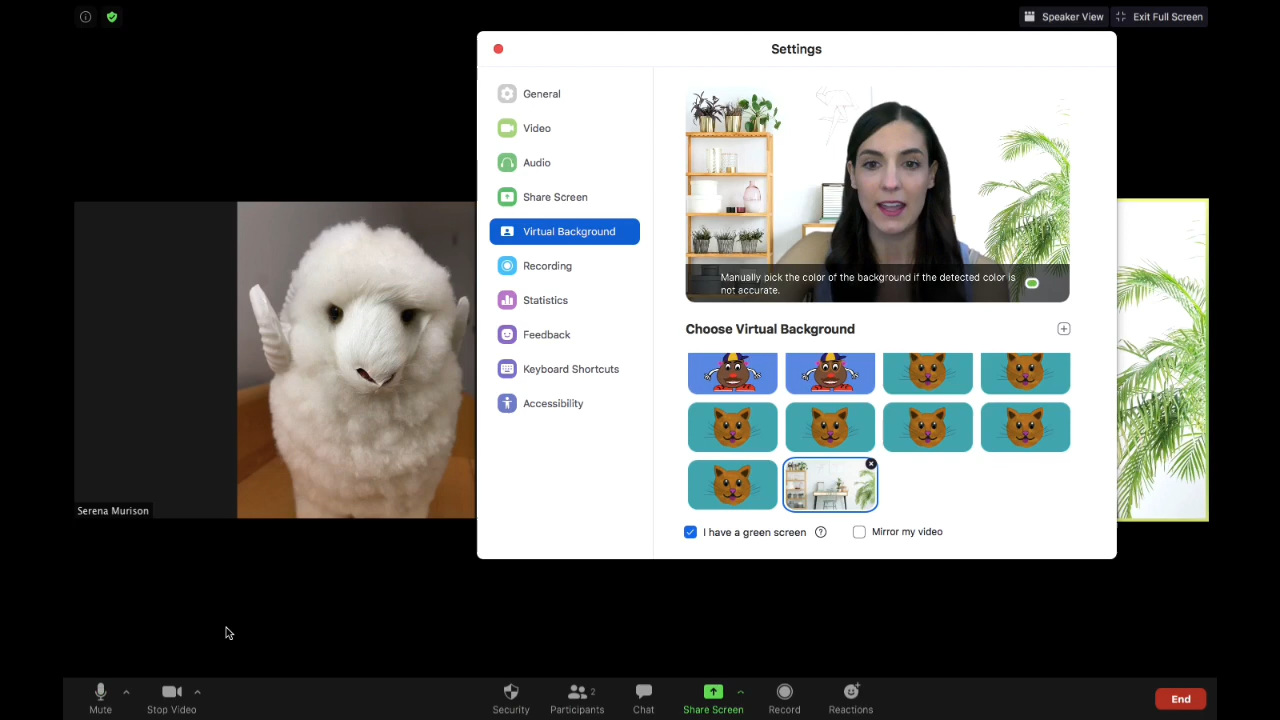 Speaker View
Exit Full Screen
Settings
General
Video
Audio
Share Screen
Virtual Background
Recording
Statistics
Feedback
Keyboard Shortcuts
Accessibility
Manually pick the color of the background if the detected color is
not accurate.
Choose Virtual Background
I have a green screen
Mirror my video
Serena Murison
Mute
Stop Video
Security
Participants
2
Chat
Share Screen
Record
Reactions
End